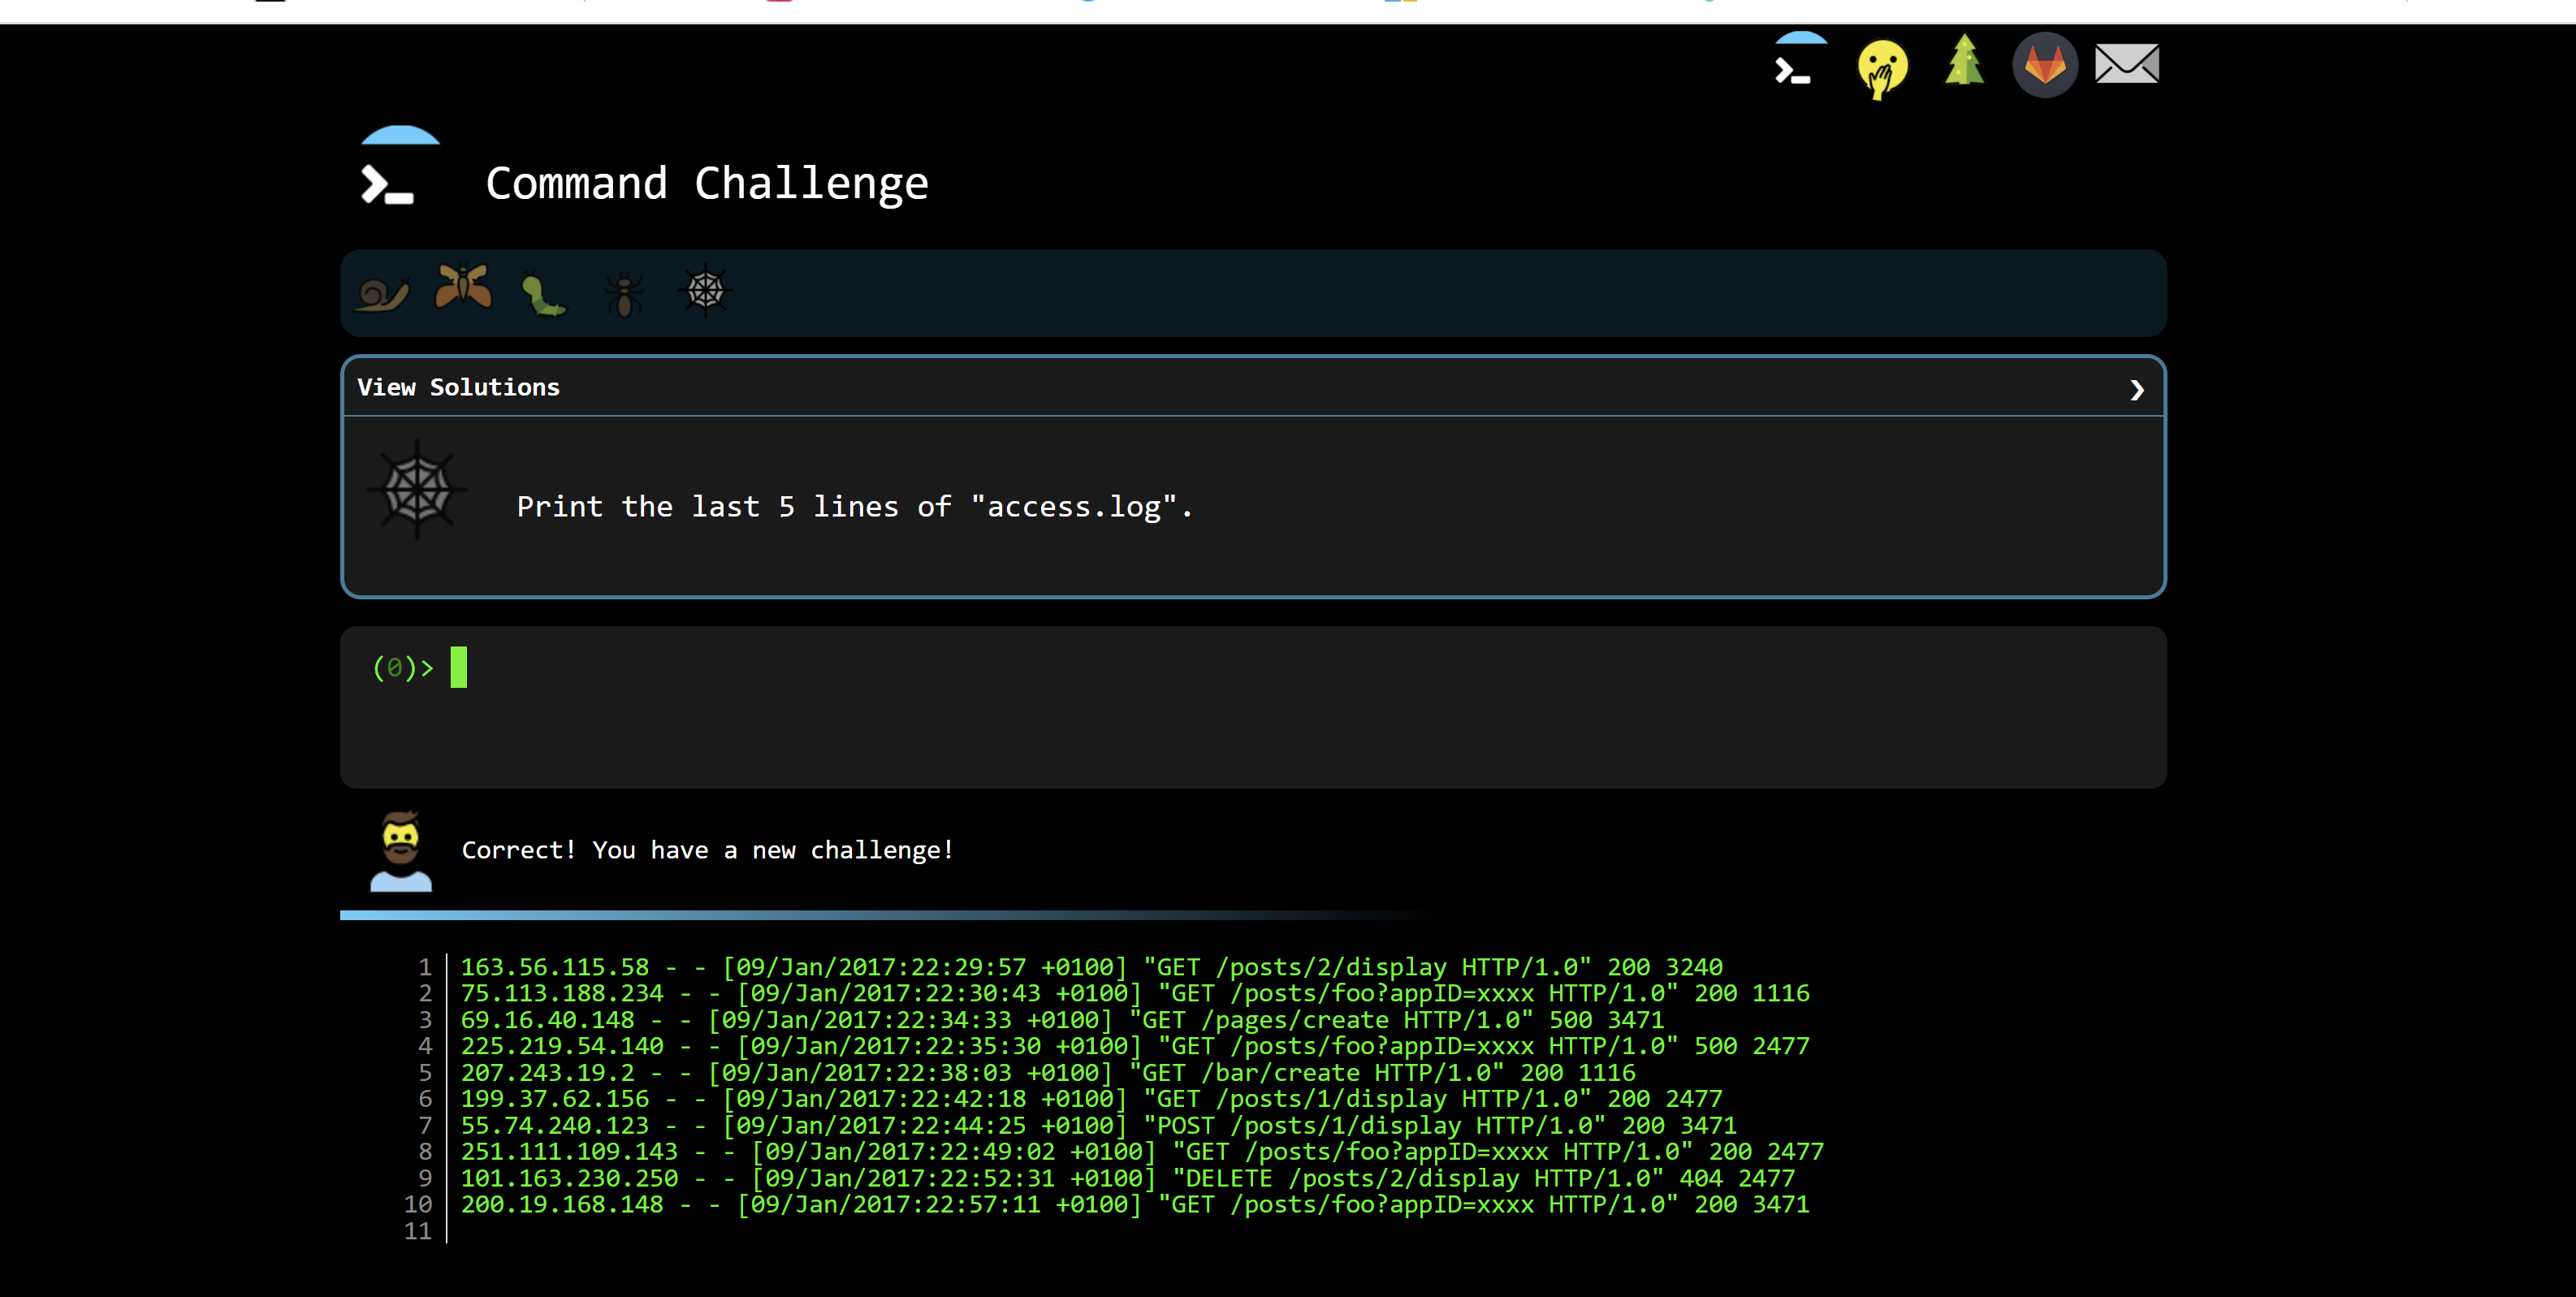 Command Challenge
View Solutions
Print the last 5 lines of "access.log".
(0)>
Correct! You have a new challenge!
1 163.56.115.58 - - [09/Jan/2017:22:29:57 +0100] "GET /posts/2/display HTTP/1.0" 200 3240
2 75.113.188.234 - - [09/Jan/2017:22:30:43 +0100] "GET /posts/foo?appID=xxxx HTTP/1.0" 200 1116
3 69.16.40.148 - - [09/Jan/2017:22:34:33 +0100] "GET /pages/create HTTP/1.0" 500 3471
4 225.219.54.140 - - [09/Jan/2017:22:35:30 +0100] "GET /posts/foo?appID=xxxx HTTP/1.0" 500 2477
5 207.243.19.2 - - [09/Jan/2017:22:38:03 +0100] "GET /bar/create HTTP/1.0" 200 1116
6 199.37.62.156 - - [09/Jan/2017:22:42:18 +0100] "GET /posts/1/display HTTP/1.0" 200 2477
7 55.74.240.123 - - [09/Jan/2017:22:44:25 +0100] "POST /posts/1/display HTTP/1.0" 200 3471
8 251.111.109.143 - - [09/Jan/2017:22:49:02 +0100] "GET /posts/foo?appID=xxxx HTTP/1.0" 200 2477
9 101.163.230.250 - - [09/Jan/2017:22:52:31 +0100] "DELETE /posts/2/display HTTP/1.0" 404 2477
10 200.19.168.148 - - [09/Jan/2017:22:57:11 +0100] "GET /posts/foo?appID=xxxx HTTP/1.0" 200 3471
11